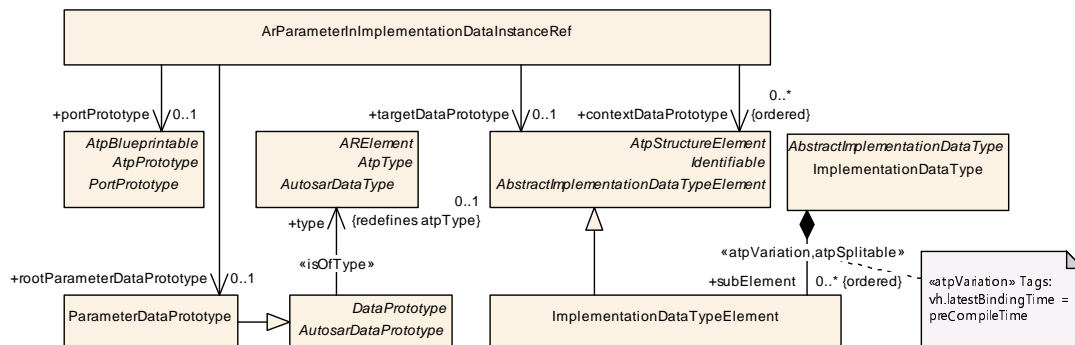 ArParameterInImplementationDataInstanceRef
+portPrototype
0..1
+targetDataPrototype
0..1
+contextDataPrototype
0..*
{ordered}
AtpBlueprintable
AtpPrototype
PortPrototype
ARElement
AtpType
AutosarDataType
AtpStructureElement
Identifiable
AbstractImplementationDataTypeElement
AbstractImplementationDataType
ImplementationDataType
+type
0..1
{redefines atpType}
«isOfType»
«atpVariation,atpSplitable»
+subElement
0..* {ordered}
«atpVariation» Tags:
vh.latestBindingTime =
preCompileTime
+rootParameterDataPrototype
0..1
ParameterDataPrototype
DataPrototype
AutosarDataPrototype
ImplementationDataTypeElement